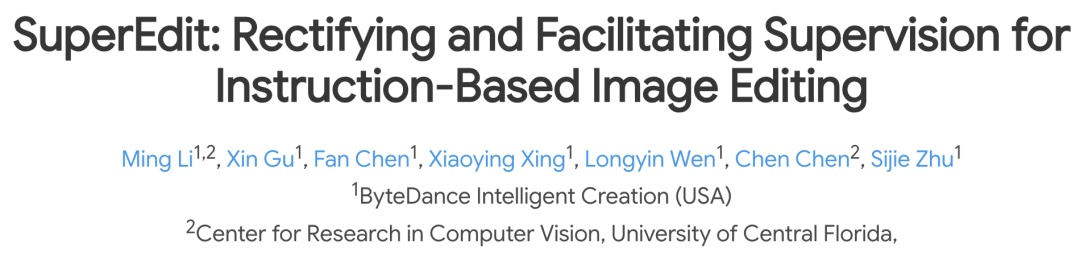 SuperEdit: Rectifying and Facilitating Supervision for
Instruction-Based Image Editing
Ming Li1,2, Xin Gu1, Fan Chen1, Xiaoying Xing1, Longyin Wen1, Chen Chen2, Sijie Zhu1
1ByteDance Intelligent Creation (USA)
2Center for Research in Computer Vision, University of Central Florida,